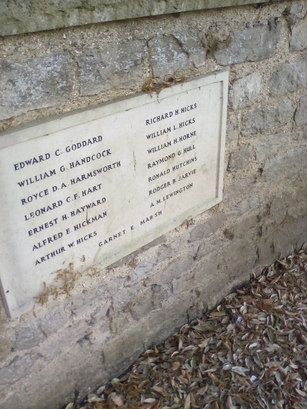 EDWARD C. GODDARD
WILLIAM G. HANDCOCK
ROYCE D. A. HARMSWORTH
LEONARD C. F. HART
ERNEST H. HAYWARD
ALFRED E. HICKMAN
ARTHUR W. HICKS
RICHARD H. HICKS
WILLIAM L. HICKS
WILLIAM H. HORNE
RAYMOND G. HULL
RONALD HUTCHINS
RODGER B. JARVIE
A. M. LEWINGTON
GARNET E. MARSH